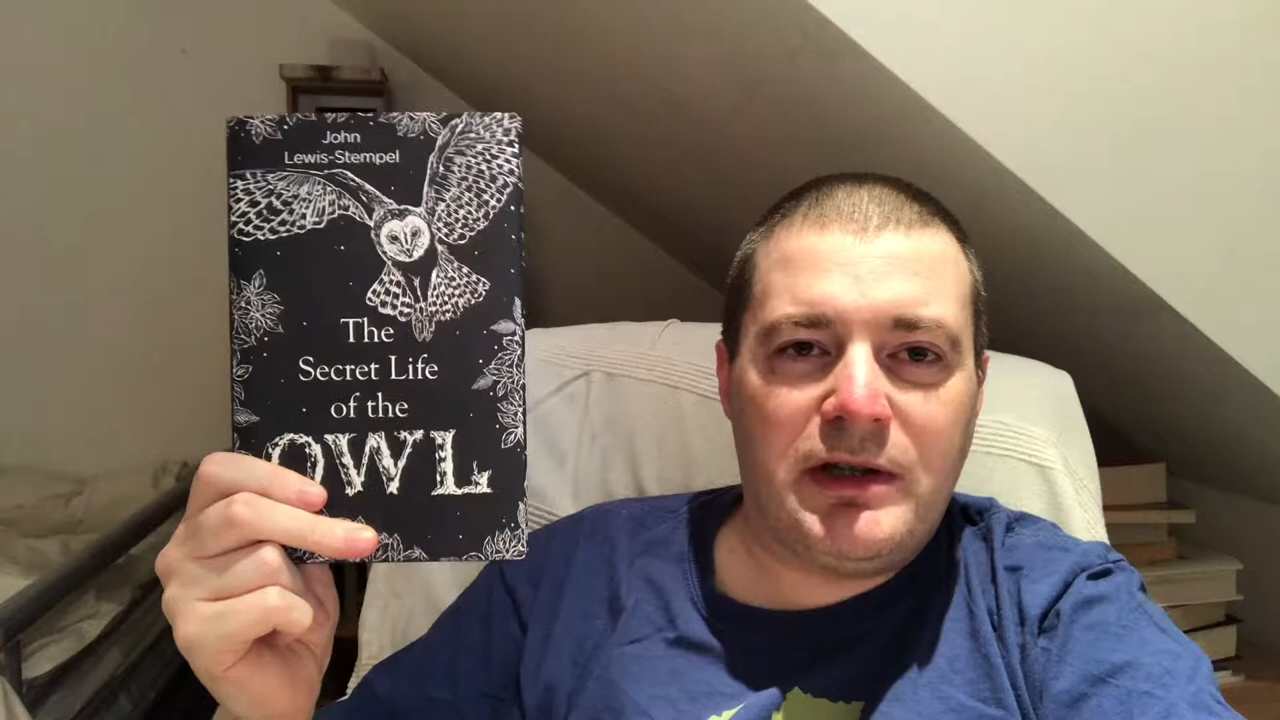 John
Lewis-Stempel
The
Secret Life
of the
OWL